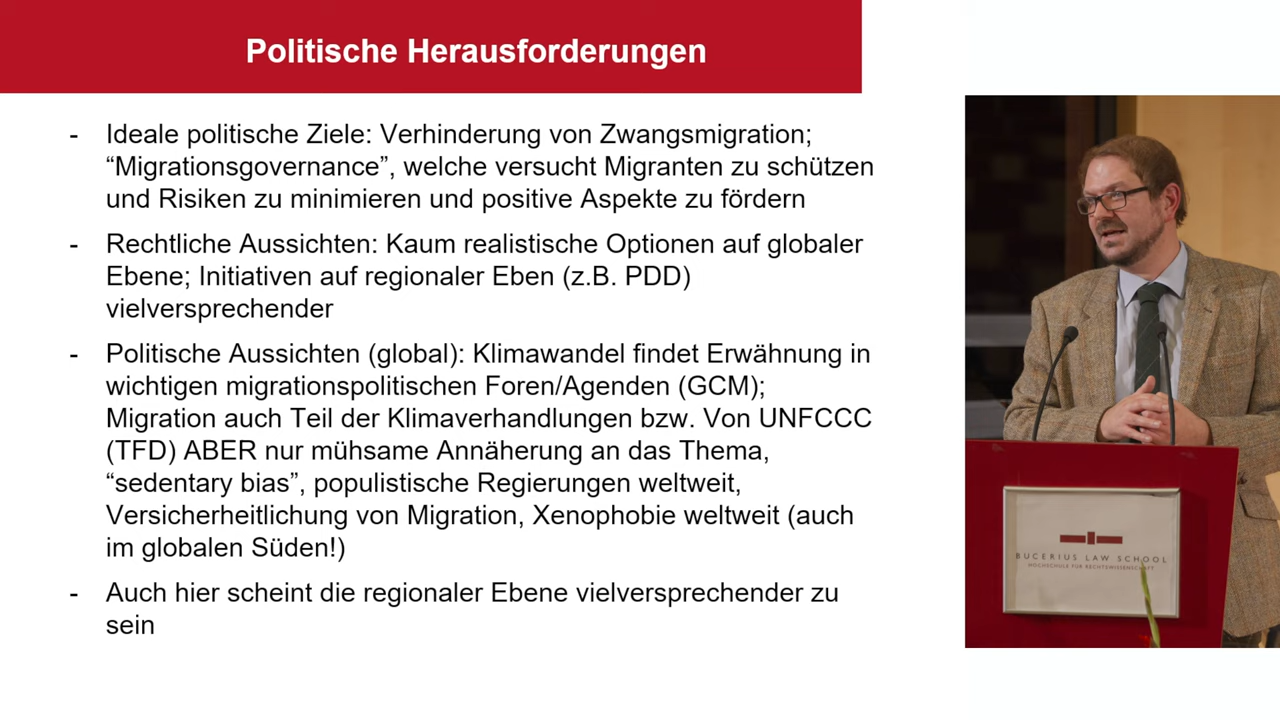 Politische Herausforderungen
- Ideale politische Ziele: Verhinderung von Zwangsmigration;
“Migrationsgovernance”, welche versucht Migranten zu schützen
und Risiken zu minimieren und positive Aspekte zu fördern
- Rechtliche Aussichten: Kaum realistische Optionen auf globaler
Ebene; Initiativen auf regionaler Eben (z.B. PDD)
vielversprechender
- Politische Aussichten (global): Klimawandel findet Erwähnung in
wichtigen migrationspolitischen Foren/Agenden (GCM);
Migration auch Teil der Klimaverhandlungen bzw. Von UNFCCC
(TFD) ABER nur mühsame Annäherung an das Thema,
“sedentary bias”, populistische Regierungen weltweit,
Versicherheitlichung von Migration, Xenophobie weltweit (auch
im globalen Süden!)
- Auch hier scheint die regionaler Ebene vielversprechender zu
sein
BUCERIUS LAW SCHOOL
HOCHSCHULE FÜR RECHTSWISSENSCHAFT